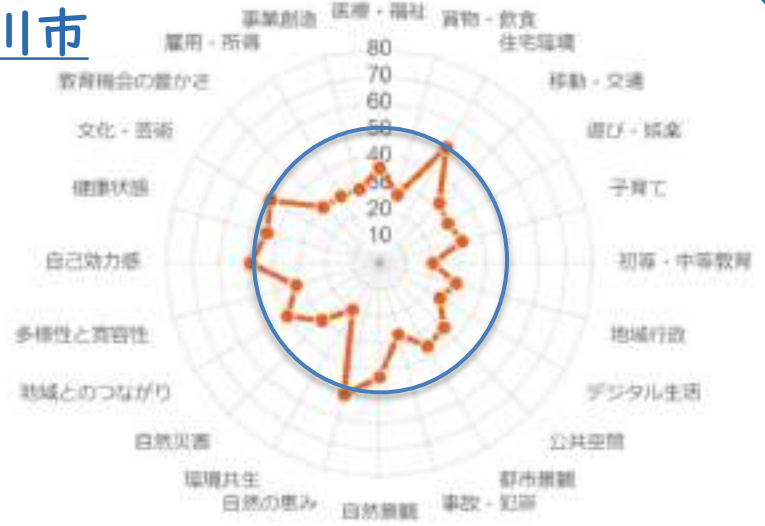 川市
医療・福祉
買物・飲食
住宅環境
移動・交通
遊び・娯楽
子育て
初等・中等教育
地域行政
デジタル生活
公共空間
都市景観
事故・犯罪
自然景観
自然の恵み
環境共生
自然災害
地域とのつながり
多様性と寛容性
自己効力感
健康状態
文化・芸術
教育機会の豊かさ
雇用・所得
事業創造
80
70
60
50
40
30
20
10